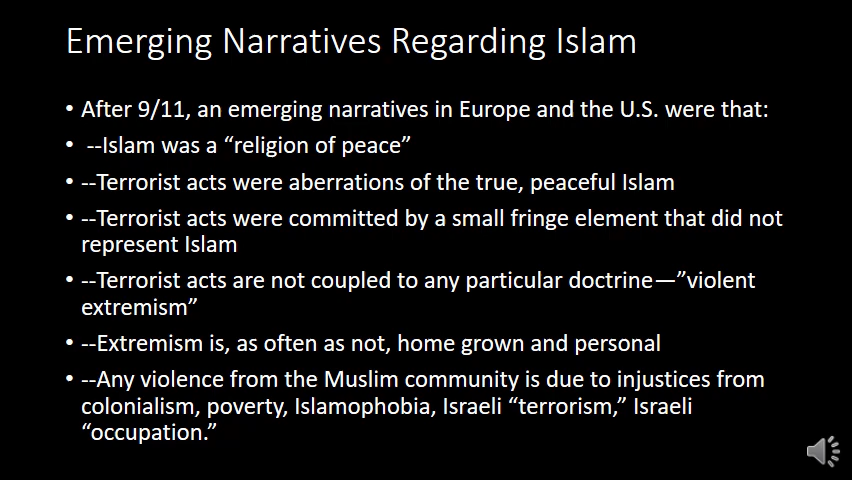 Emerging Narratives Regarding Islam
• After 9/11, an emerging narratives in Europe and the U.S. were that:
• --Islam was a “religion of peace”
• --Terrorist acts were aberrations of the true, peaceful Islam
• --Terrorist acts were committed by a small fringe element that did not
represent Islam
• --Terrorist acts are not coupled to any particular doctrine—”violent
extremism”
• --Extremism is, as often as not, home grown and personal
• --Any violence from the Muslim community is due to injustices from
colonialism, poverty, Islamophobia, Israeli “terrorism,” Israeli
“occupation.”